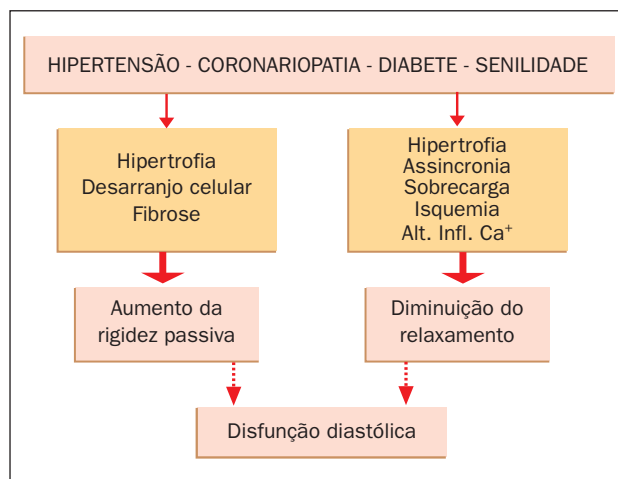 HIPERTENSÃO - CORONARIOPATIA - DIABETE - SENILIDADE
Hipertrofia
Desarranjo celular
Fibrose
Hipertrofia
Assincronia
Sobrecarga
Isquemia
Alt. Infl. Ca⁺
Aumento da
rigidez passiva
Diminuição do
relaxamento
Disfunção diastólica